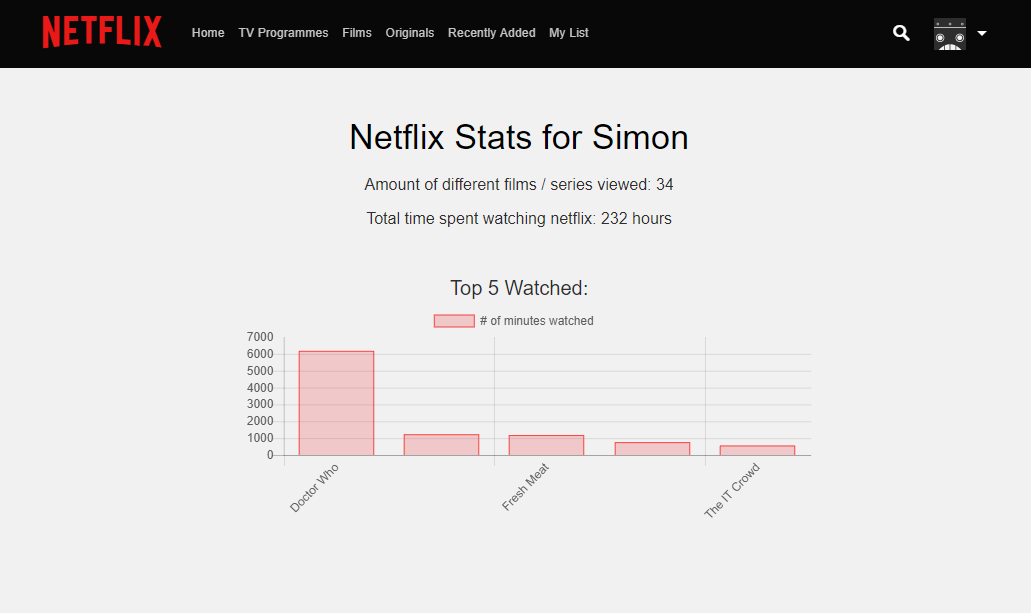 NETFLIX Home TV Programmes Films Originals Recently Added My List
Netflix Stats for Simon
Amount of different films / series viewed: 34
Total time spent watching netflix: 232 hours
Top 5 Watched:
# of minutes watched
7000
6000
5000
4000
3000
2000
1000
0
Doctor Who
Fresh Meat
The IT Crowd